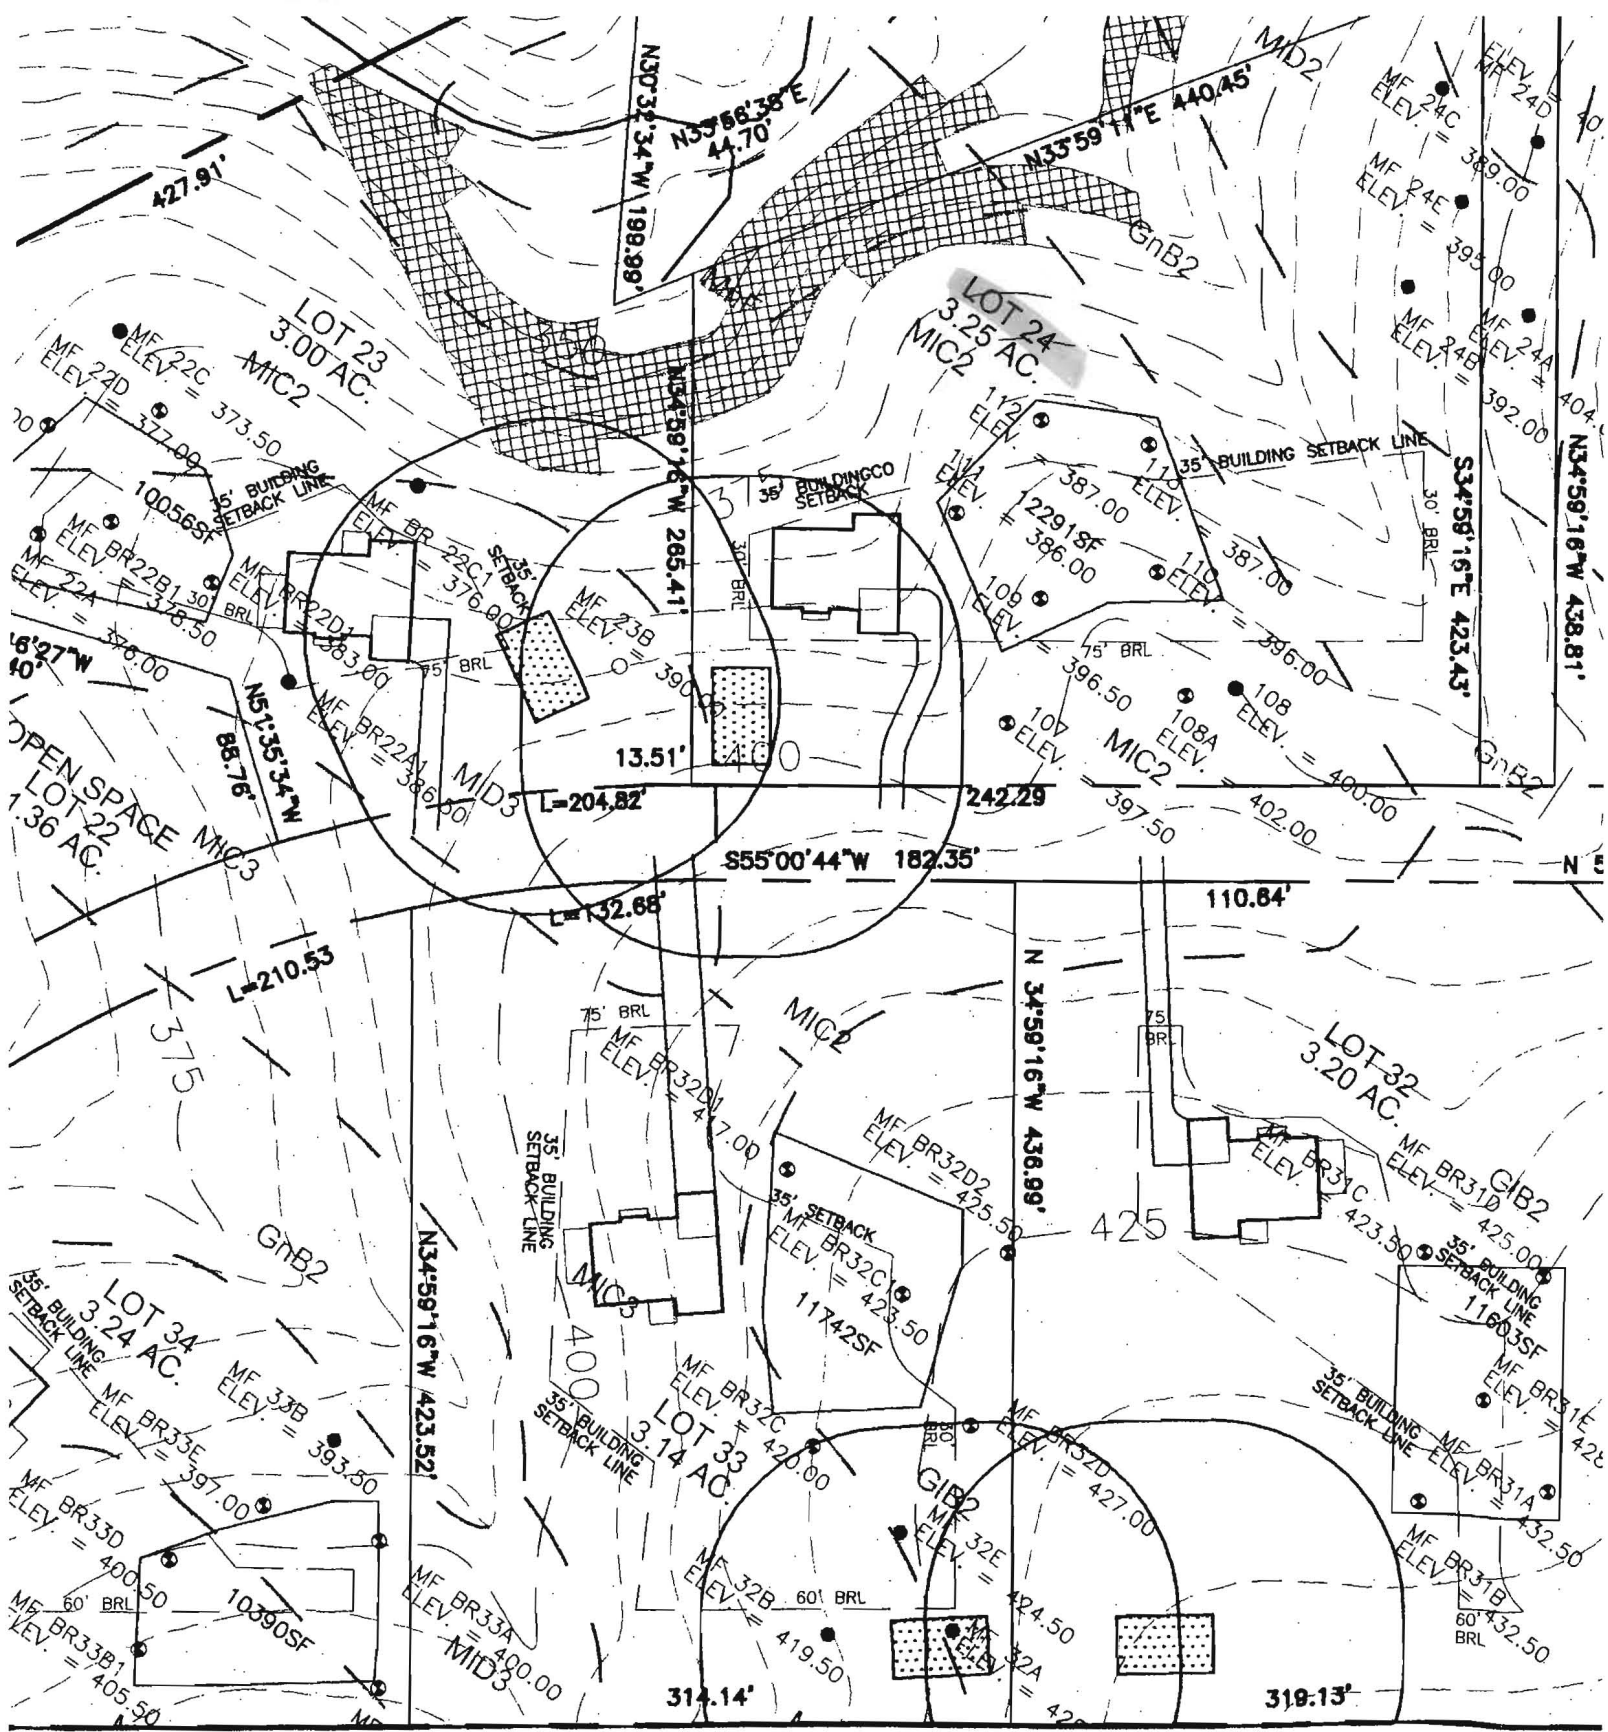 MID2
N30°32'34"W 199.99'
44.70'
N33°59'11"E 440.45'
MF 24C
ELEV. = 389.00
ELEV. =
MF 24D
427.91'
MF 24E
ELEV. = 395.00
GnB2
LOT 23
3.00 AC.
MIC2
LOT 24
3.25 AC.
MIC2
MF 24B
ELEV. = 392.00
MF 24A
ELEV. = 404.
MF 22C
ELEV. = 373.50
MF 22D
ELEV. = 377.00
350
N34°59'16"W 265.41'
112
ELEV. = 387.00
113
ELEV. = 387.00
35' BUILDING SETBACK LINE
35' BUILDING
SETBACK LINE
35' BUILDINGCO
SETBACK
375
111
ELEV. = 386.00
12291SF
10056SF
MF BR 22C1
ELEV. = 376.00
35'
SETBACK
30' BRL
30' BRL
S34°59'16"E 423.43'
N34°59'16"W 438.81'
MF BR22B1
ELEV. = 378.50
MF 22A
ELEV. = 376.00
30'
BRL
MF BR22D1
ELEV. = 383.00
MF 23B
ELEV. = 390.
109
ELEV. = 396.50
110
ELEV. = 396.00
75' BRL
75' BRL
'6'27"W
N51°35'34"W
88.76'
MF BR22A1
ELEV. = 386.50
MID3
107
ELEV. = 397.50
108A
ELEV. = 402.00
108
ELEV. = 400.00
MIC2
GnB2
OPEN SPACE
LOT 22
1.36 AC.
MIC3
13.51'
400
L=204.82'
242.29
S55°00'44"W 182.35'
N 5
L=132.68'
110.84'
L=210.53
375
75' BRL
MF BR32D1
ELEV. = 417.00
MIC2
N 34°59'16"W 436.99'
75'
BRL
LOT 32
3.20 AC.
35' BUILDING
SETBACK LINE
MF BR32D2
ELEV. = 425.50
35' SETBACK
MF BR32C1
ELEV. = 423.50
11742SF
425
MF BR31C
ELEV. = 423.50
MF BR31D
ELEV. = 425.00
GIB2
35' BUILDING
SETBACK LINE
11603SF
GnB2
MIC3
N34°59'16"W 423.52'
LOT 34
3.24 AC.
35' BUILDING
SETBACK LINE
400
35' BUILDING
SETBACK LINE
LOT 33
3.14 AC.
MF BR32C
ELEV. = 420.00
MF BR32D
ELEV. = 427.00
BRL
GIB2
35' BUILDING
SETBACK LINE
MF BR31E
ELEV. = 428
MF BR31A
ELEV. = 432.50
MF 33B
ELEV. = 393.50
MF BR33E
ELEV. = 397.00
MF BR33D
ELEV. = 400.50
MF 32E
ELEV. = 424.50
MF 32B
ELEV. = 419.50
60' BRL
MF BR31B
ELEV. = 432.50
60'
BRL
60' BRL
10390SF
MF BR33B1
ELEV. = 405.50
MF BR33A
ELEV. = 400.00
MID3
MF 32A
ELEV. = 42
314.14'
319.13'